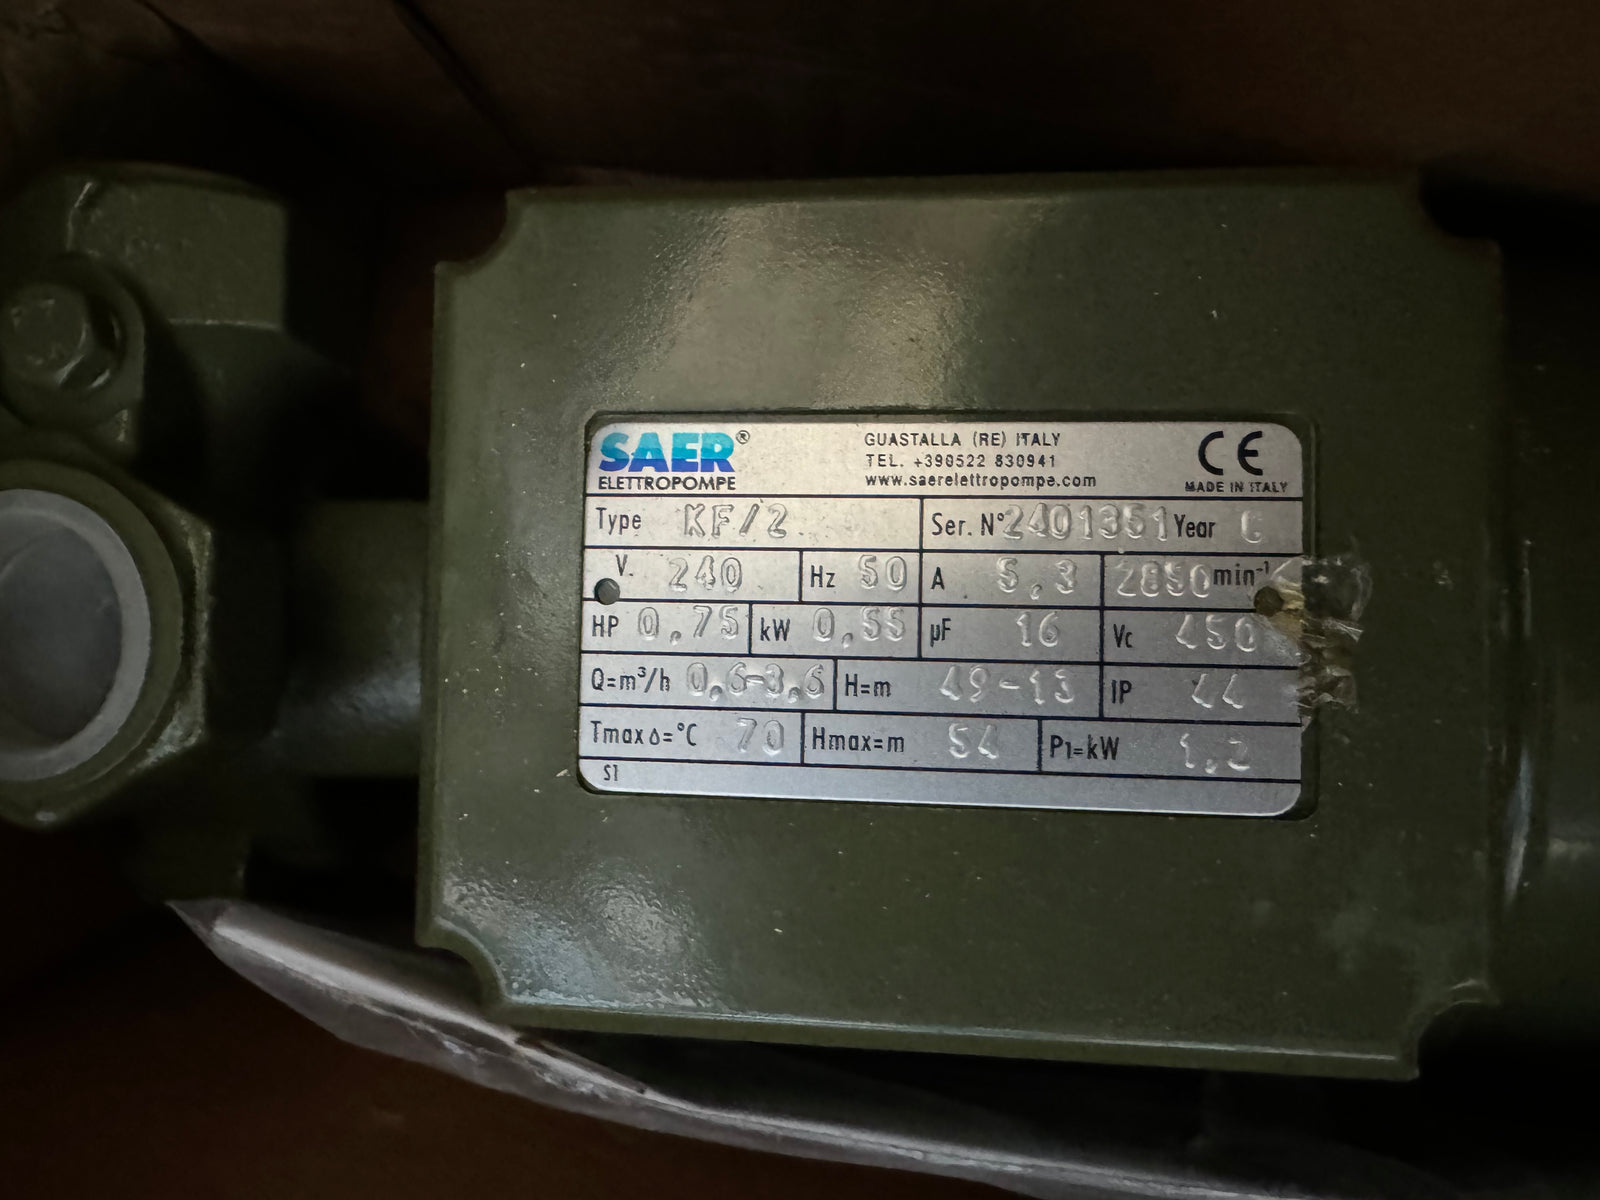 SAER®
ELETTROPOMPE
GUASTALLA (RE) ITALY
TEL. +390522 830941
www.saerelettropompe.com
CE
MADE IN ITALY
Type KF/2 Ser. N° 2401351 Year
V. 240 Hz 50 A 5,3 2850 min⁻¹
HP 0,75 kW 0,55 µF 16 Vc 450
Q=m³/h 0,6-3,6 H=m 49-13 IP 44
Tmax ∆=°C 70 Hmax=m 54 P1=kW 1,2
S1